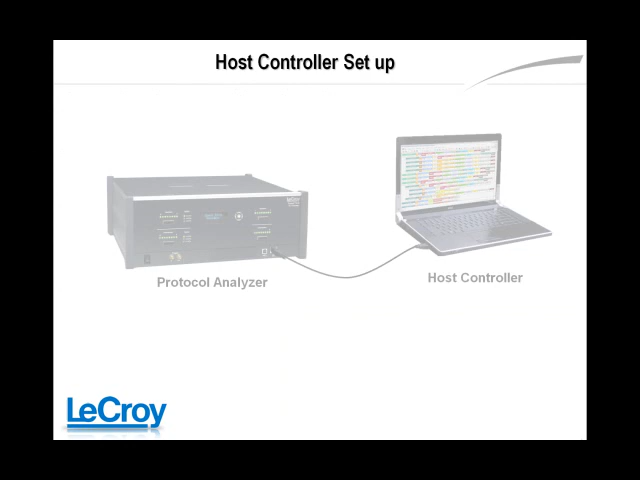 Host Controller Set up
Protocol Analyzer
Host Controller
LeCroy